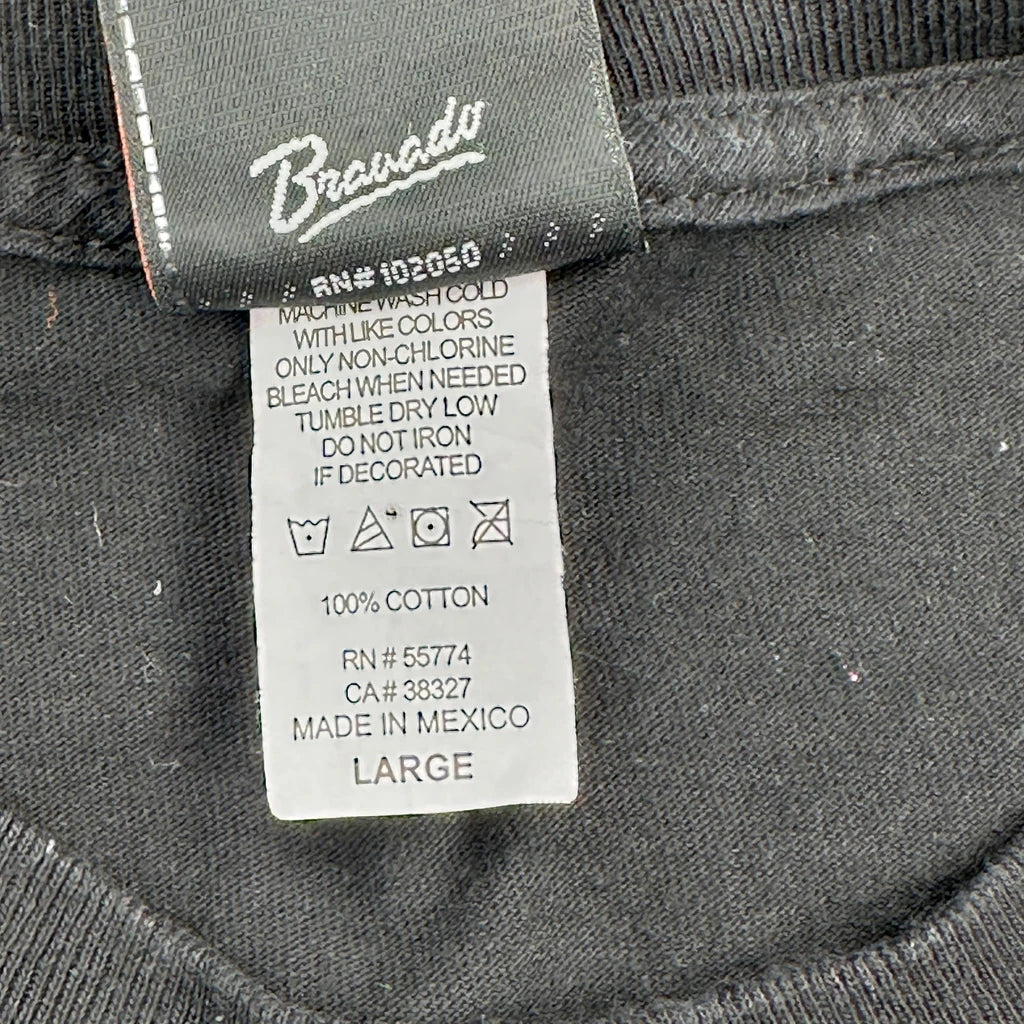 Bravado
RN# 102060
MACHINE WASH COLD
WITH LIKE COLORS
ONLY NON-CHLORINE
BLEACH WHEN NEEDED
TUMBLE DRY LOW
DO NOT IRON
IF DECORATED
100% COTTON
RN # 55774
CA# 38327
MADE IN MEXICO
LARGE